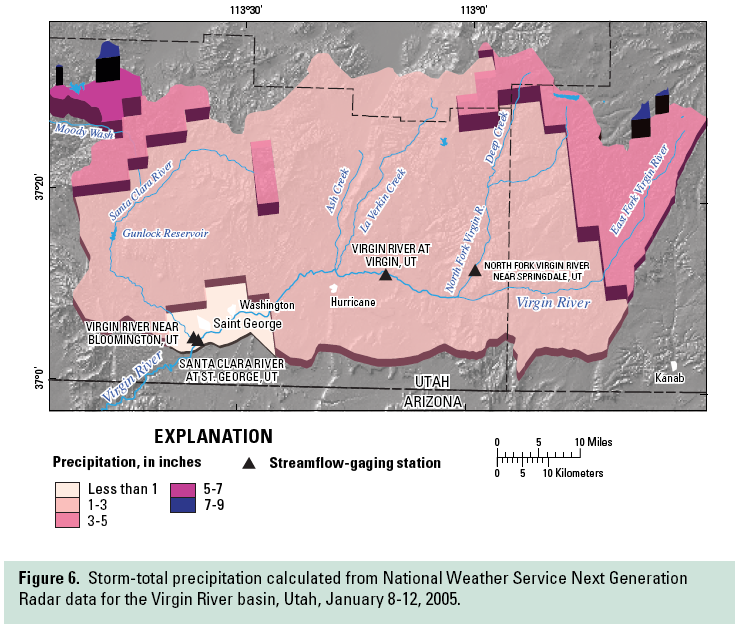 113°30'
113°0'
Moody Wash
37°20'
Santa Clara River
Gunlock Reservoir
Ash Creek
La Verkin Creek
Deep Creek
North Fork Virgin R.
East Fork Virgin River
VIRGIN RIVER AT
VIRGIN, UT
NORTH FORK VIRGIN RIVER
NEAR SPRINGDALE, UT
Virgin River
Hurricane
Washington
Saint George
VIRGIN RIVER NEAR
BLOOMINGTON, UT
SANTA CLARA RIVER
AT ST. GEORGE, UT
Virgin River
37°0'
UTAH
ARIZONA
Kanab
EXPLANATION
Precipitation, in inches
Less than 1
1-3
3-5
5-7
7-9
Streamflow-gaging station
0 5 10 Miles
0 5 10 Kilometers
Figure 6. Storm-total precipitation calculated from National Weather Service Next Generation
Radar data for the Virgin River basin, Utah, January 8-12, 2005.